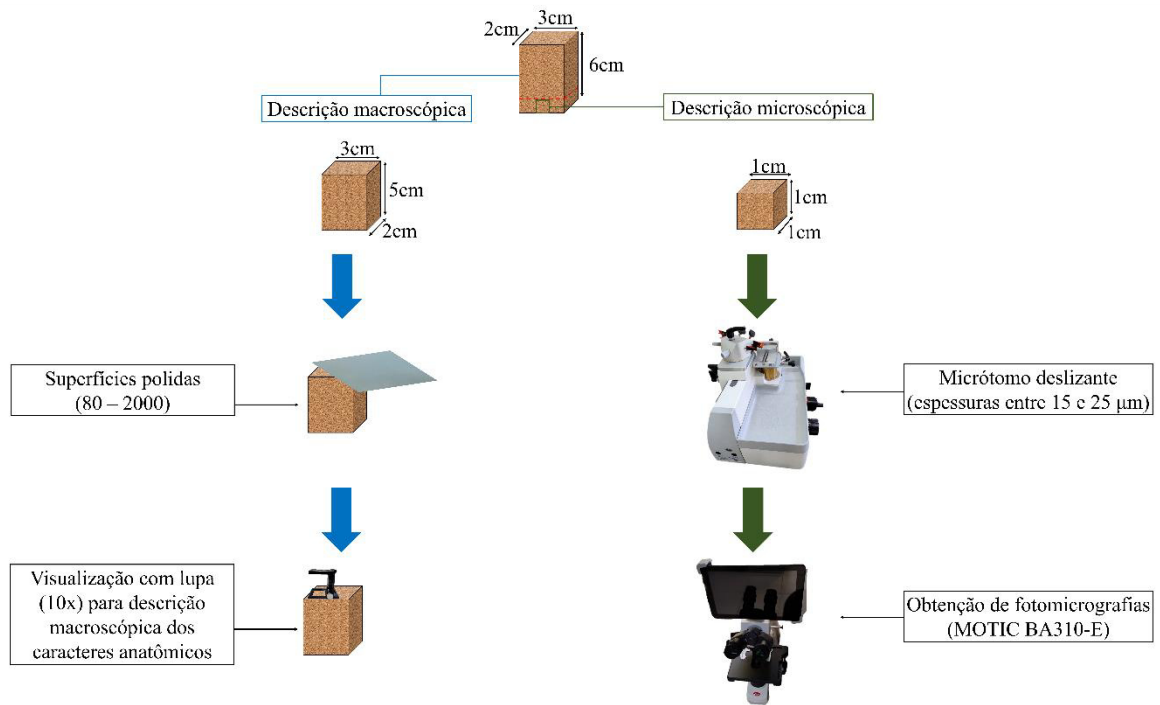 3cm
2cm
6cm
Descrição macroscópica
Descrição microscópica
3cm
5cm
2cm
1cm
1cm
1cm
Superfícies polidas
(80 – 2000)
Micrótomo deslizante
(espessuras entre 15 e 25 µm)
Visualização com lupa
(10x) para descrição
macroscópica dos
caracteres anatômicos
Obtenção de fotomicrografias
(MOTIC BA310-E)